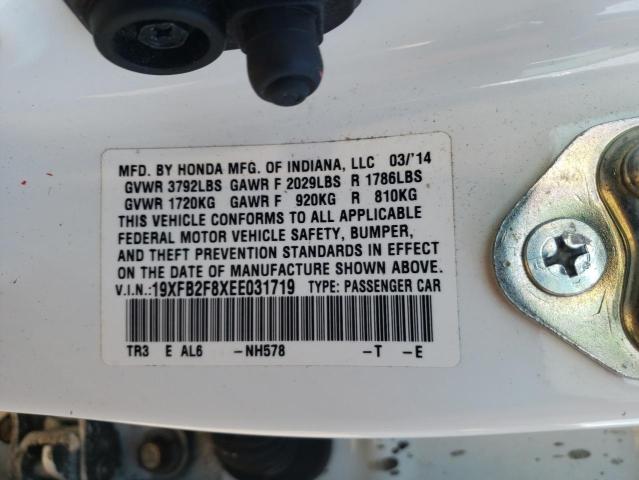 MFD. BY HONDA MFG. OF INDIANA, LLC 03/'14
GVWR 3792LBS GAWR F 2029LBS R 1786LBS
GVWR 1720KG GAWR F 920KG R 810KG
THIS VEHICLE CONFORMS TO ALL APPLICABLE
FEDERAL MOTOR VEHICLE SAFETY, BUMPER,
AND THEFT PREVENTION STANDARDS IN EFFECT
ON THE DATE OF MANUFACTURE SHOWN ABOVE.
V.I.N.:19XFB2F8XEE031719 TYPE: PASSENGER CAR
TR3 E AL6 -NH578 -T -E